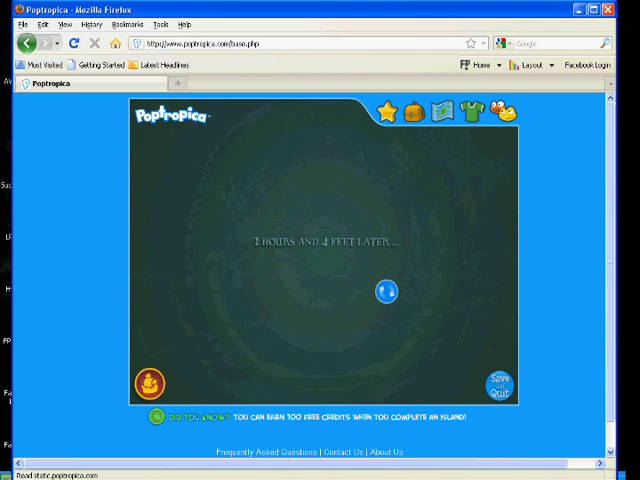 Poptropica - Mozilla Firefox
File Edit View History Bookmarks Tools Help
http://www.poptropica.com/base.php
Google
Most Visited Getting Started Latest Headlines
Home Layout Facebook Login
Poptropica
Poptropica
2 HOURS AND 4 FEET LATER ...
Save and Quit
DID YOU KNOW? YOU CAN EARN 100 FREE CREDITS WHEN YOU COMPLETE AN ISLAND!
Frequently Asked Questions | Contact Us | About Us
Read static.poptropica.com